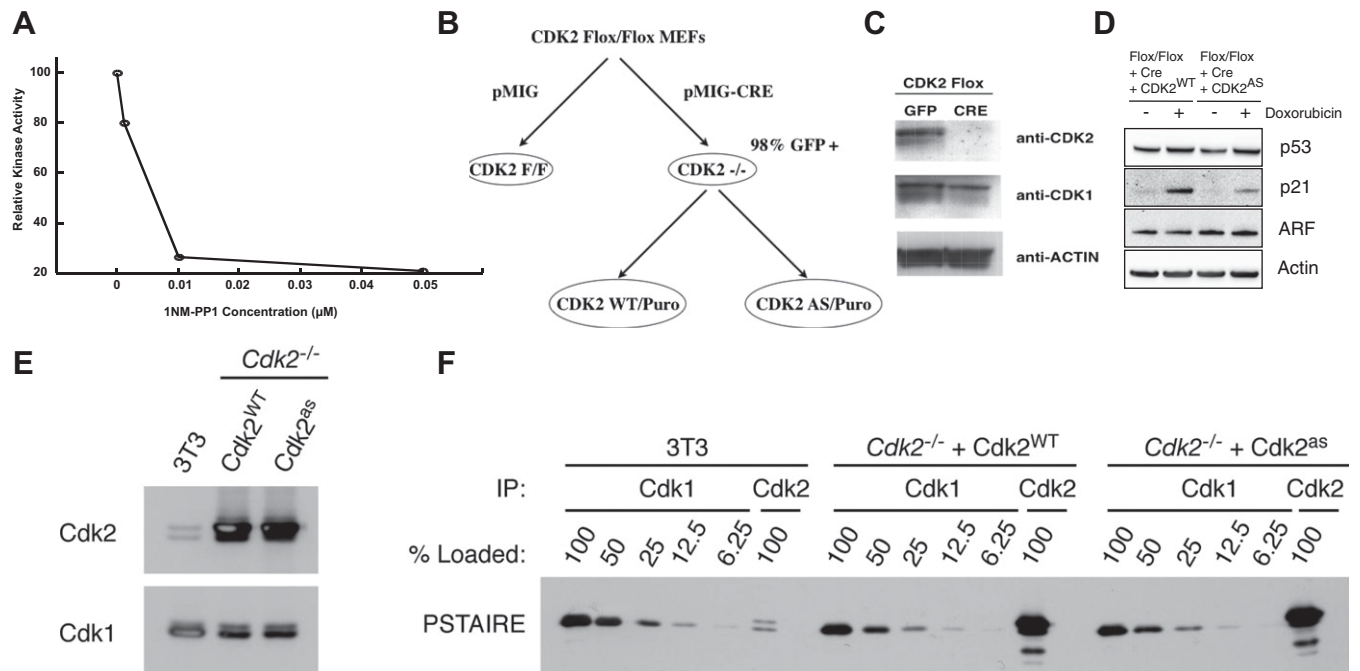 A
Relative Kinase Activity
100
80
60
40
20
0
0.01
0.02
0.03
0.04
0.05
1NM-PP1 Concentration (µM)
B
CDK2 Flox/Flox MEFs
pMIG
pMIG-CRE
98% GFP +
CDK2 F/F
CDK2 -/-
CDK2 WT/Puro
CDK2 AS/Puro
C
CDK2 Flox
GFP CRE
anti-CDK2
anti-CDK1
anti-ACTIN
D
Flox/Flox Flox/Flox
+ Cre + Cre
+ CDK2WT + CDK2AS
- + - + Doxorubicin
p53
p21
ARF
Actin
E
Cdk2-/-
3T3 Cdk2WT Cdk2as
Cdk2
Cdk1
F
3T3 Cdk2-/- + Cdk2WT Cdk2-/- + Cdk2as
IP: Cdk1 Cdk2 Cdk1 Cdk2 Cdk1 Cdk2
% Loaded: 100 50 25 12.5 6.25 100 100 50 25 12.5 6.25 100 100 50 25 12.5 6.25 100
PSTAIRE